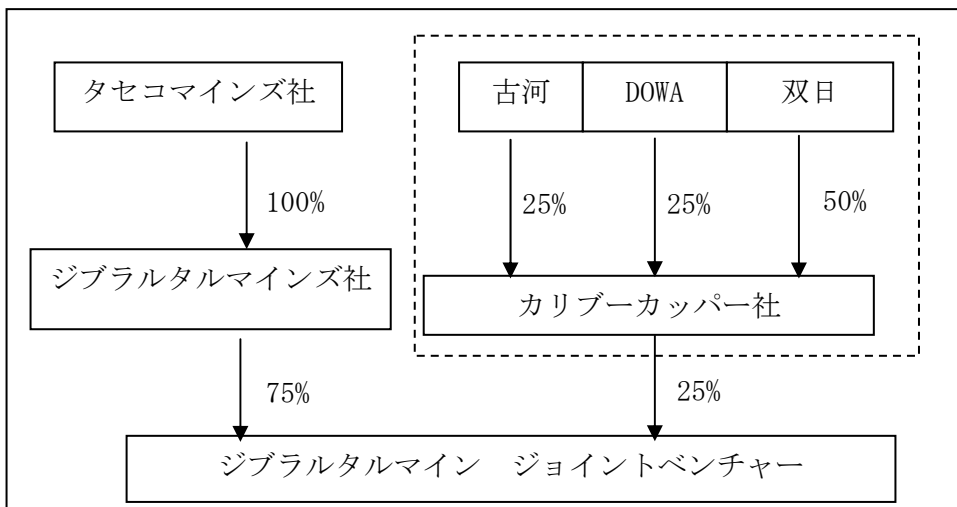 タセコマインズ社
古河 DOWA 双日
100%
25% 25% 50%
ジブラルタルマインズ社
カリブーカッパー社
75%
25%
ジブラルタルマイン ジョイントベンチャー